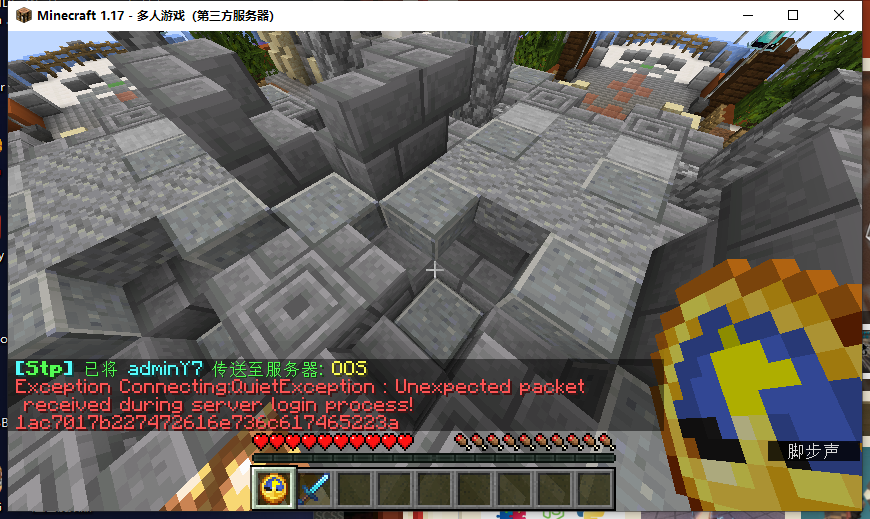 Minecraft 1.17 - 多人游戏（第三方服务器）
[Stp] 已将 adminY7 传送至服务器: OOS
Exception Connecting:QuietException : Unexpected packet
received during server login process!
1ac7017b227472616e736c617465223a
脚步声